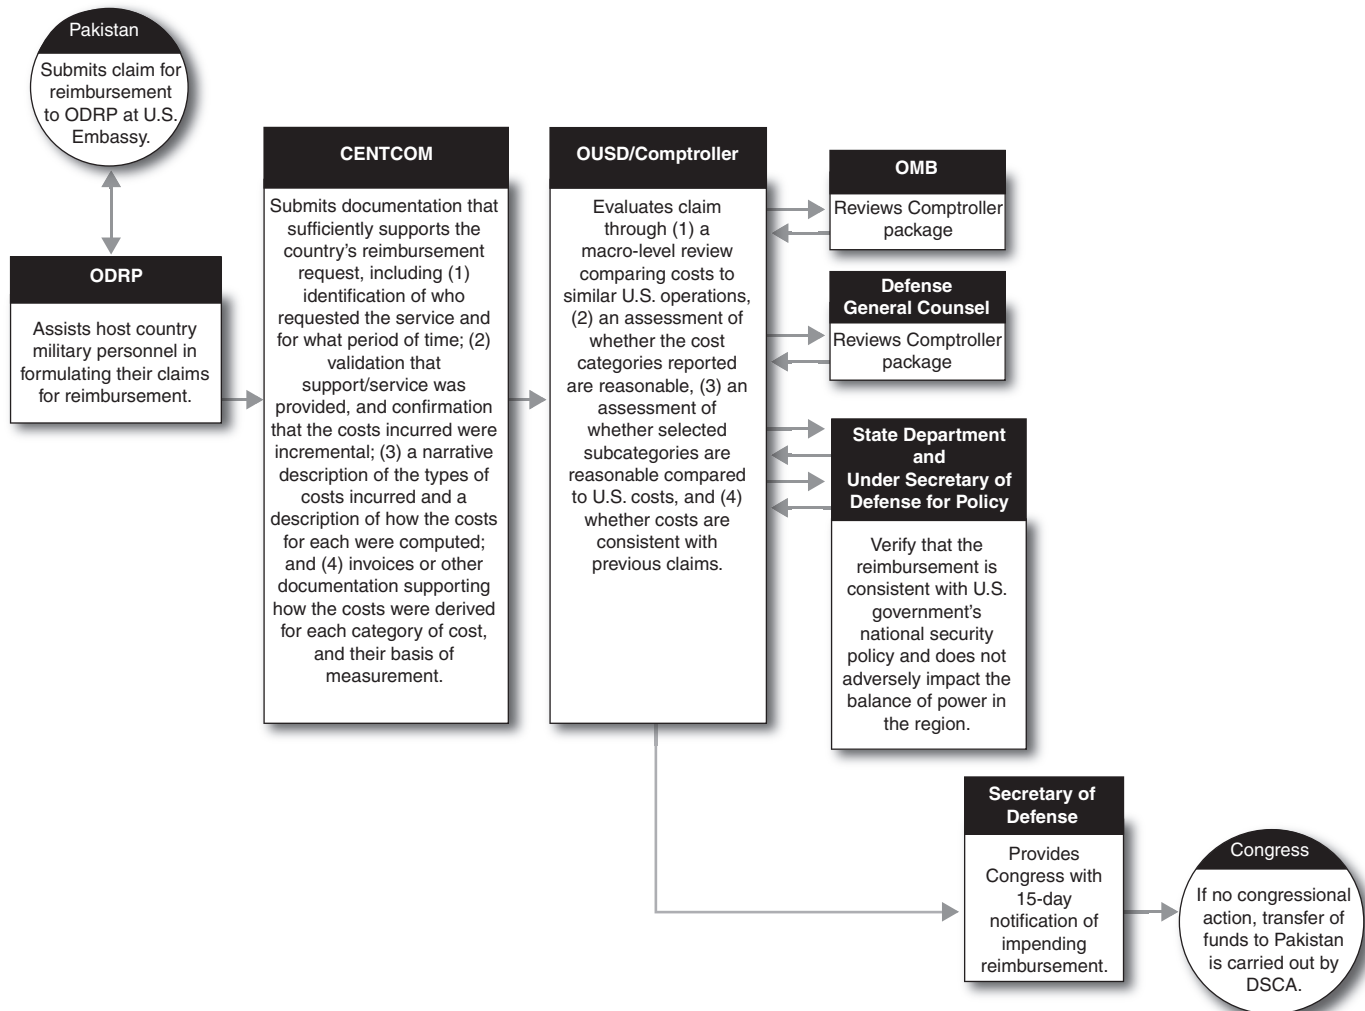 Pakistan
Submits claim for
reimbursement
to ODRP at U.S.
Embassy.
ODRP
Assists host country
military personnel in
formulating their claims
for reimbursement.
CENTCOM
Submits documentation that
sufficiently supports the
country's reimbursement
request, including (1)
identification of who
requested the service and
for what period of time; (2)
validation that
support/service was
provided, and confirmation
that the costs incurred were
incremental; (3) a narrative
description of the types of
costs incurred and a
description of how the costs
for each were computed;
and (4) invoices or other
documentation supporting
how the costs were derived
for each category of cost,
and their basis of
measurement.
OUSD/Comptroller
Evaluates claim
through (1) a
macro-level review
comparing costs to
similar U.S. operations,
(2) an assessment of
whether the cost
categories reported
are reasonable, (3) an
assessment of
whether selected
subcategories are
reasonable compared
to U.S. costs, and (4)
whether costs are
consistent with
previous claims.
OMB
Reviews Comptroller
package
Defense
General Counsel
Reviews Comptroller
package
State Department
and
Under Secretary of
Defense for Policy
Verify that the
reimbursement is
consistent with U.S.
government's
national security
policy and does not
adversely impact the
balance of power in
the region.
Secretary of
Defense
Provides
Congress with
15-day
notification of
impending
reimbursement.
Congress
If no congressional
action, transfer of
funds to Pakistan
is carried out by
DSCA.